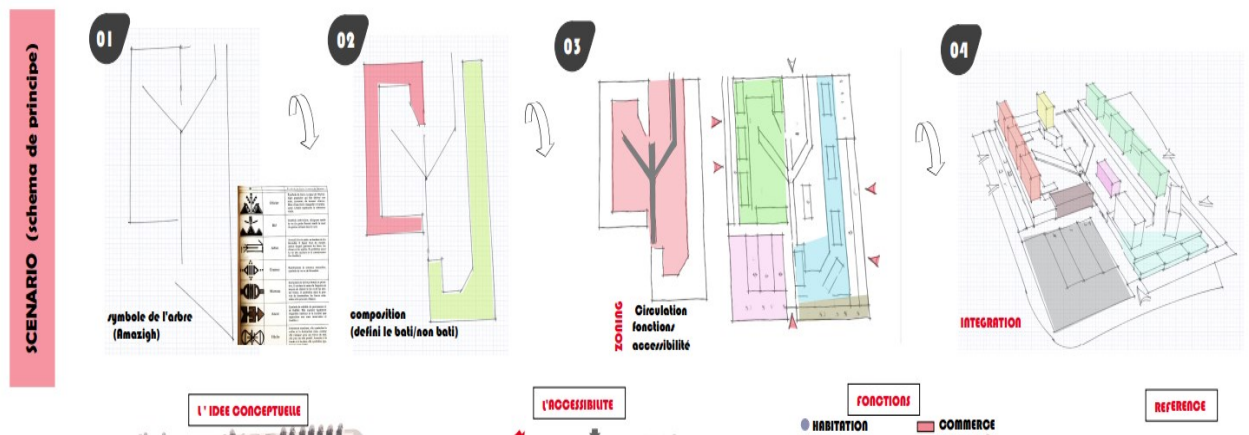 SCENARIO (schema de principe)
01
symbole de l'arbre
(Amazigh)
02
composition
(defini le bati/non bati)
03
ZONING
Circulation
fonctions
accessibilité
04
INTEGRATION
L' IDEE CONCEPTUELLE
L'ACCESSIBILITE
FONCTIONS
HABITATION
COMMERCE
REFERENCE